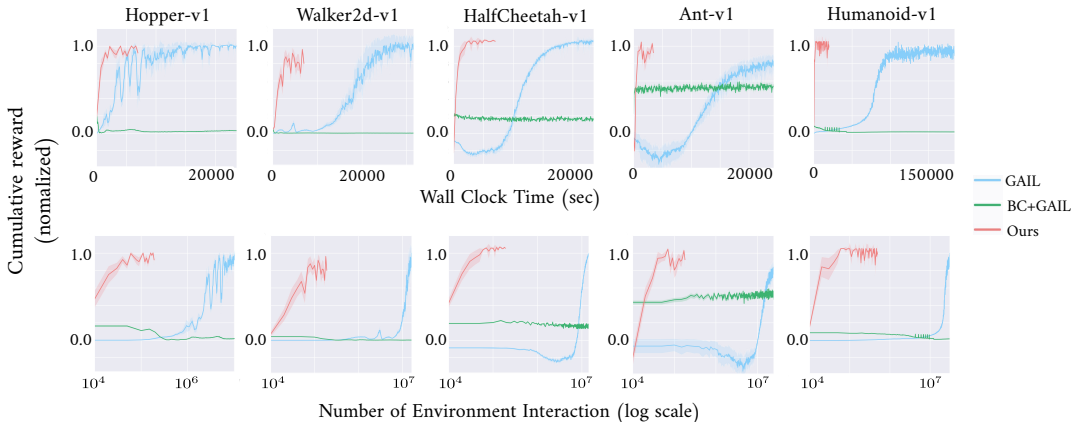 Hopper-v1 Walker2d-v1 HalfCheetah-v1 Ant-v1 Humanoid-v1
1.0 1.0 1.0 1.0 1.0
0.0 0.0 0.0 0.0 0.0
0 20000 0 20000 0 20000 0 20000 0 150000
Wall Clock Time (sec)
Cumulative reward
(nomalized)
GAIL
BC+GAIL
Ours
1.0 1.0 1.0 1.0 1.0
0.0 0.0 0.0 0.0 0.0
10^4 10^6 10^4 10^7 10^4 10^7 10^4 10^7 10^4 10^7
Number of Environment Interaction (log scale)